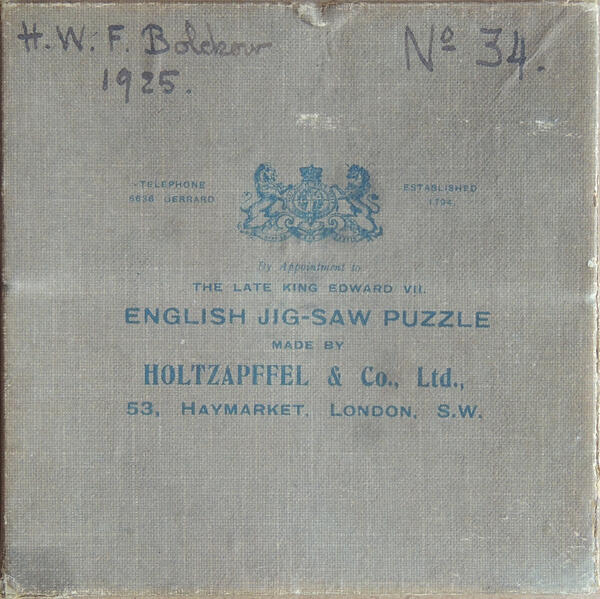 H. W. F. Bolckow
1925.
Nº 34.
TELEPHONE
5636 GERRARD
ESTABLISHED
1794.
By Appointment to
THE LATE KING EDWARD VII.
ENGLISH JIG-SAW PUZZLE
MADE BY
HOLTZAPFFEL & Co., Ltd.,
53, HAYMARKET, LONDON, S.W.